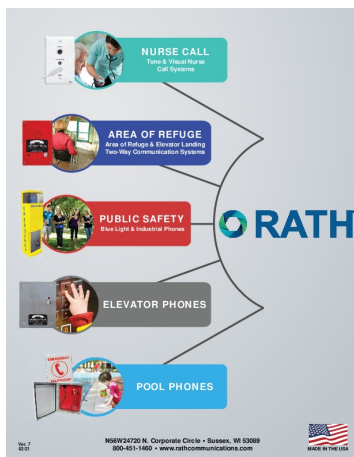 NURSE CALL
Tone & Visual Nurse
Call Systems
AREA OF REFUGE
Area of Refuge & Elevator Landing
Two-Way Communication Systems
PUBLIC SAFETY
Blue Light & Industrial Phones
RATH
ELEVATOR PHONES
EMERGENCY
TELEPHONE
POOL PHONES
Ver. 7
02/21
N56W24720 N. Corporate Circle • Sussex, WI 53089
800-451-1460 • www.rathcommunications.com
MADE IN THE USA